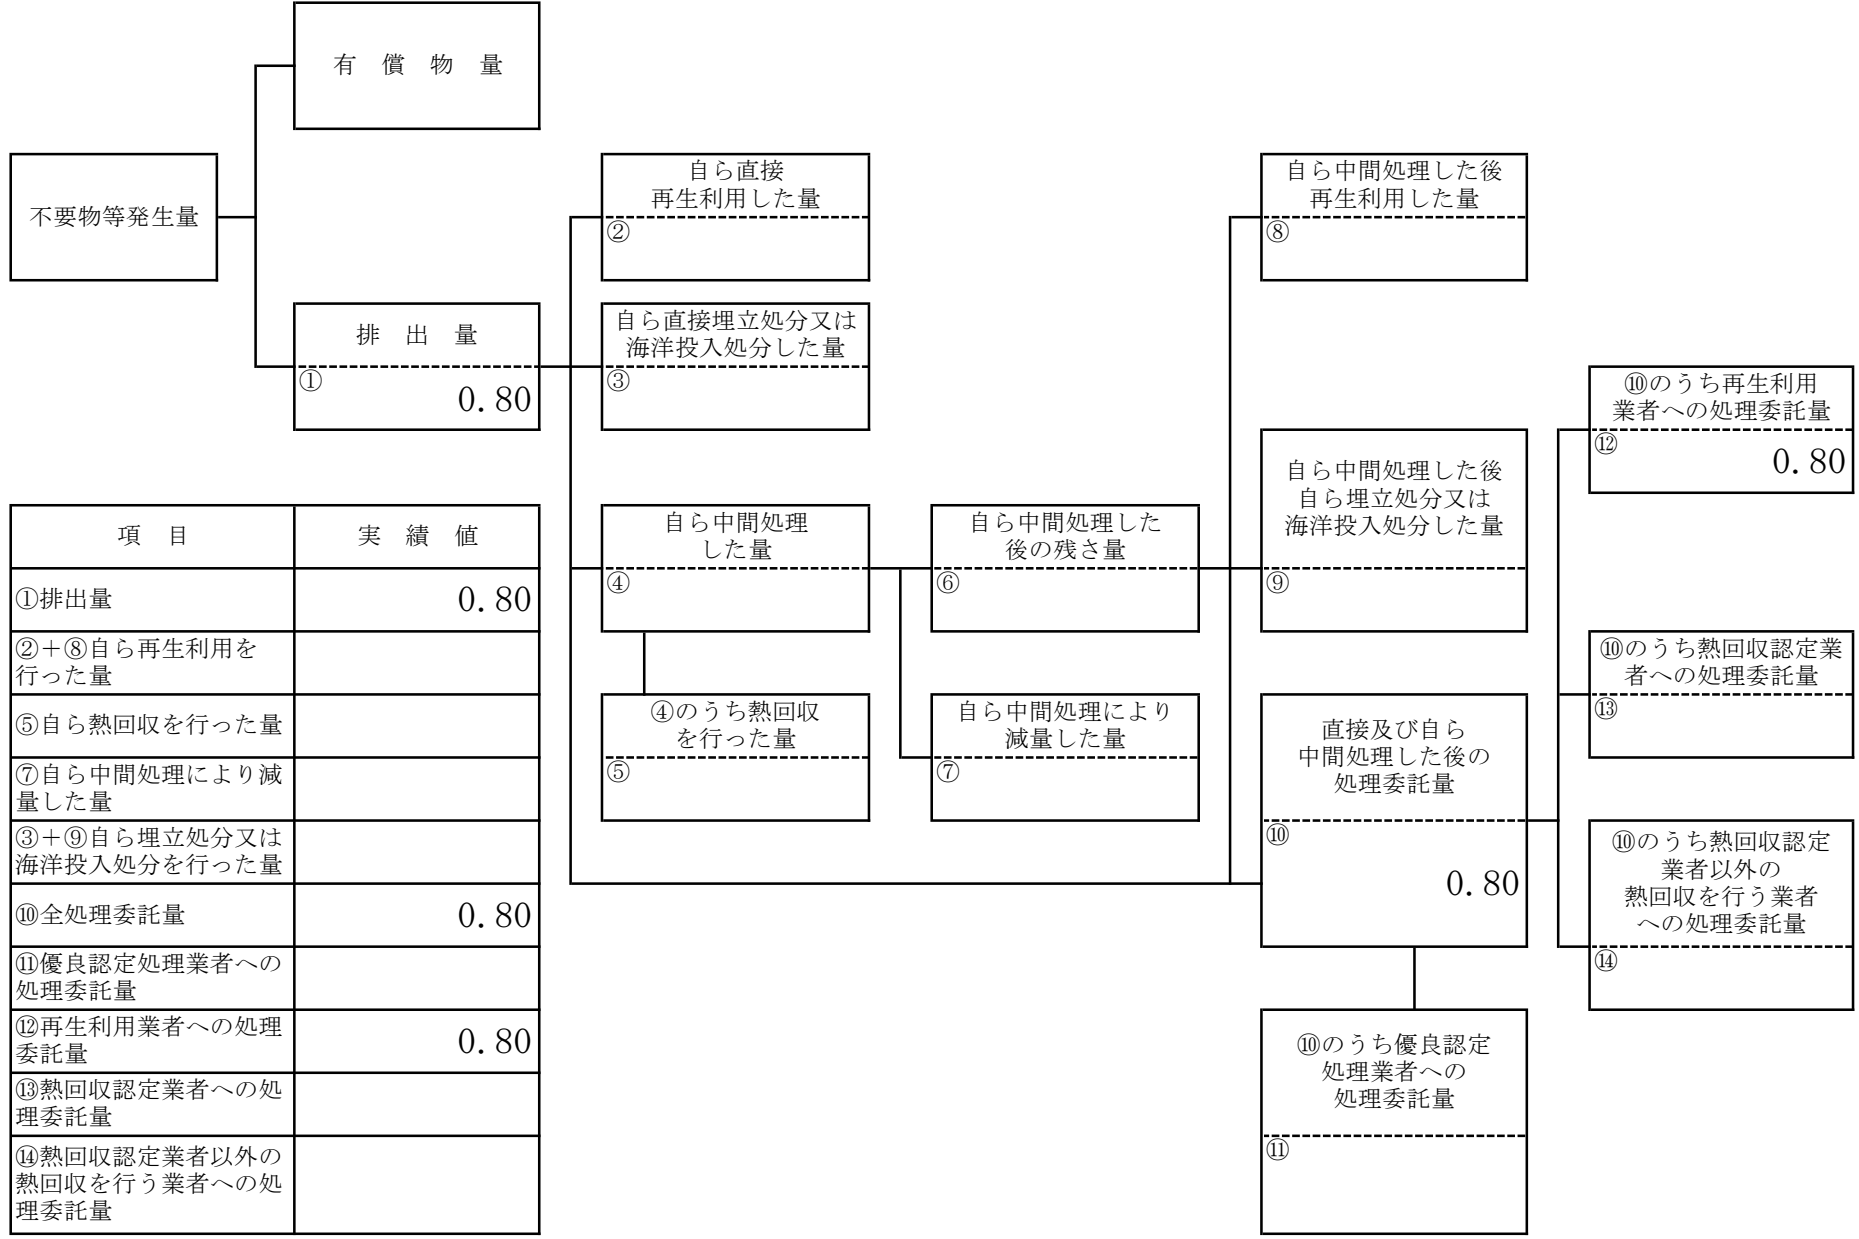 有　償　物　量
不要物等発生量
自ら直接
再生利用した量
②
自ら中間処理した後
再生利用した量
⑧
排　出　量
①
0.80
自ら直接埋立処分又は
海洋投入処分した量
③
⑩のうち再生利用
業者への処理委託量
⑫
0.80
自ら中間処理した後
自ら埋立処分又は
海洋投入処分した量
⑨
自ら中間処理
した量
④
自ら中間処理した
後の残さ量
⑥
⑩のうち熱回収認定業
者への処理委託量
⑬
④のうち熱回収
を行った量
⑤
自ら中間処理により
減量した量
⑦
直接及び自ら
中間処理した後の
処理委託量
⑩
0.80
⑩のうち熱回収認定
業者以外の
熱回収を行う業者
への処理委託量
⑭
⑩のうち優良認定
処理業者への
処理委託量
⑪
項　目　実　績　値
①排出量　0.80
②＋⑧自ら再生利用を
行った量
⑤自ら熱回収を行った量
⑦自ら中間処理により減
量した量
③＋⑨自ら埋立処分又は
海洋投入処分を行った量
⑩全処理委託量　0.80
⑪優良認定処理業者への
処理委託量
⑫再生利用業者への処理
委託量　0.80
⑬熱回収認定業者への処
理委託量
⑭熱回収認定業者以外の
熱回収を行う業者への処
理委託量